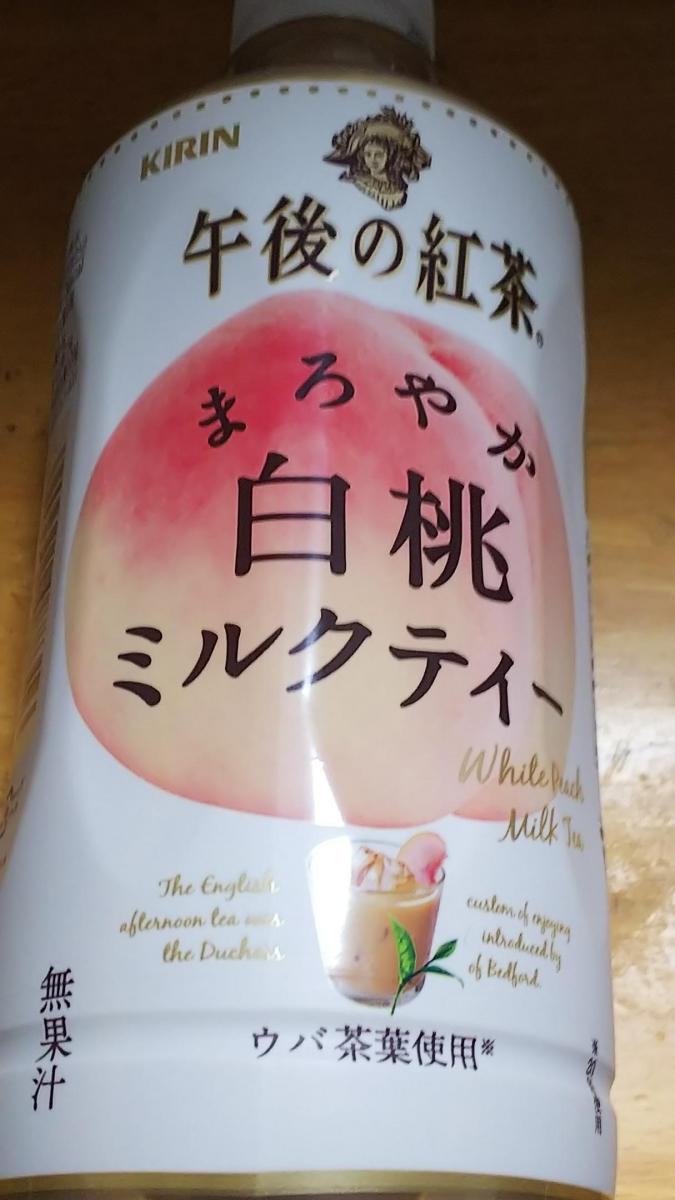 KIRIN
午後の紅茶®
まろやか
白桃
ミルクティー
White Peach
Milk Tea
The English custom of enjoying
afternoon tea was introduced by
the Duchess of Bedford.
ウバ茶葉使用※
無果汁